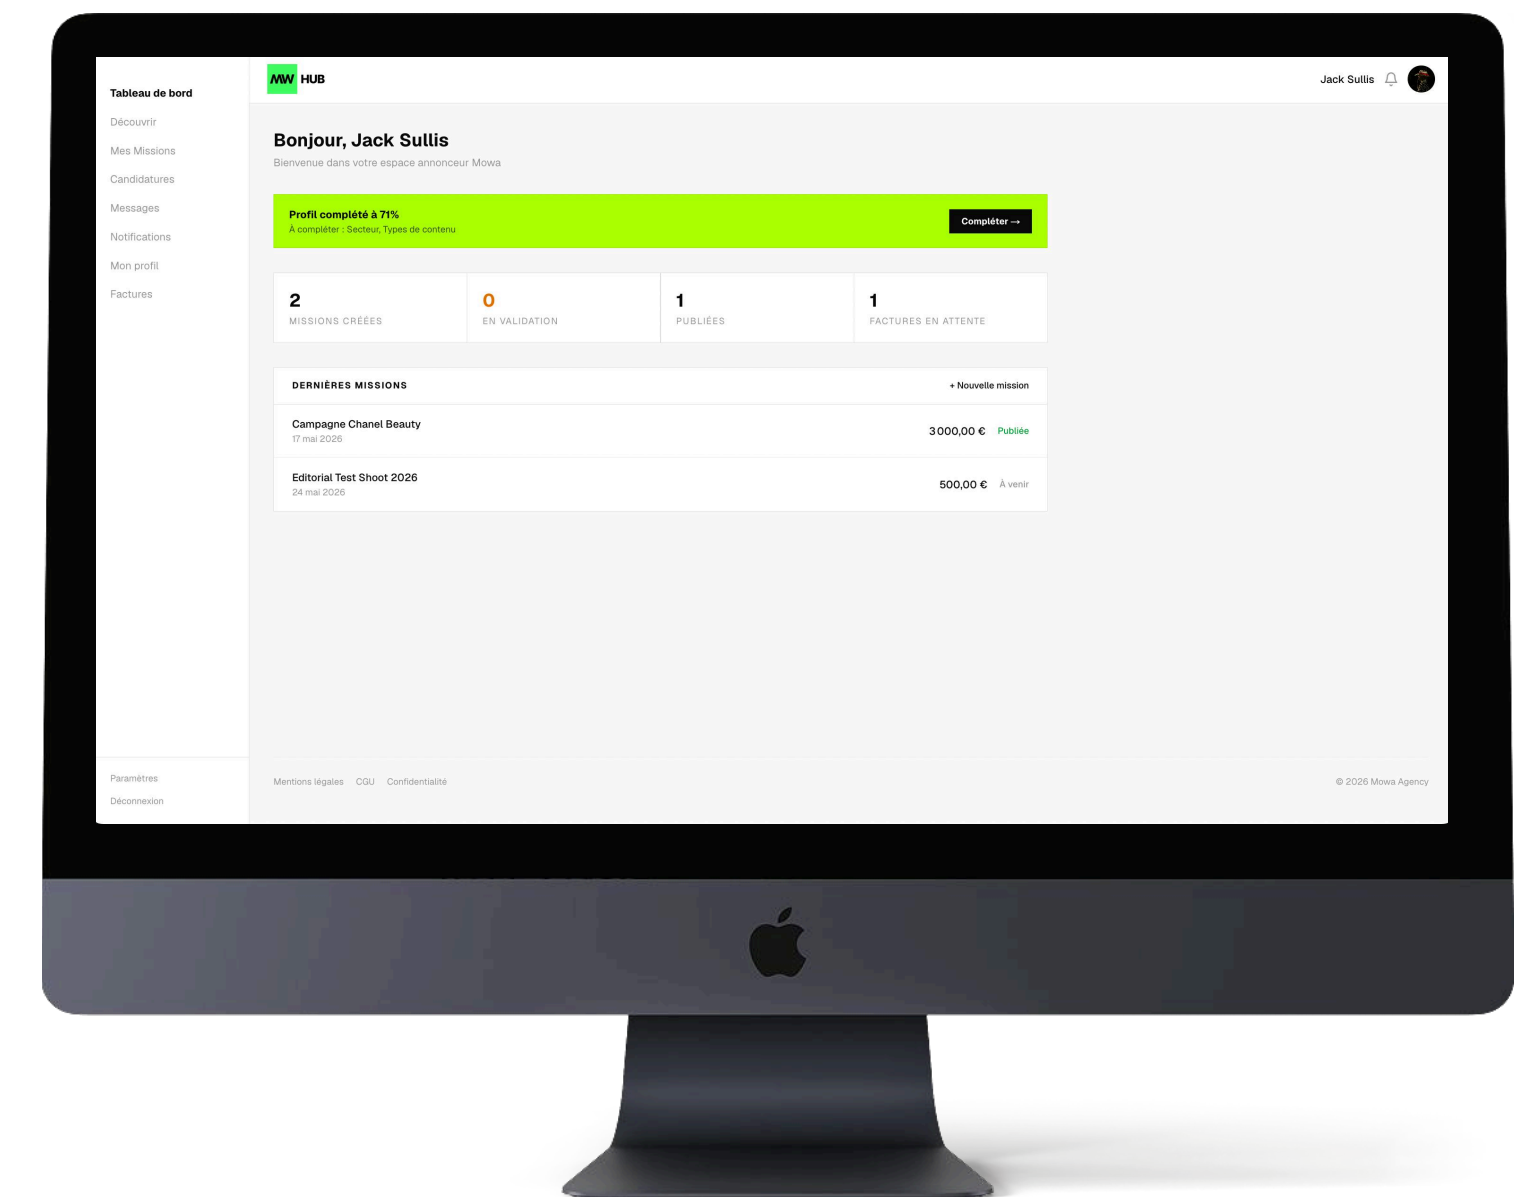 Tableau de bord
Découvrir
Mes Missions
Candidatures
Messages
Notifications
Mon profil
Factures
Paramètres
Déconnexion
MW HUB
Jack Sullis
Bonjour, Jack Sullis
Bienvenue dans votre espace annonceur Mowa
Profil complété à 71%
À compléter : Secteur, Types de contenu
Compléter →
2
MISSIONS CRÉÉES
0
EN VALIDATION
1
PUBLIÉES
1
FACTURES EN ATTENTE
DERNIÈRES MISSIONS
+ Nouvelle mission
Campagne Chanel Beauty
17 mai 2026
3 000,00 € Publiée
Editorial Test Shoot 2026
24 mai 2026
500,00 € À venir
Mentions légales CGU Confidentialité
© 2026 Mowa Agency